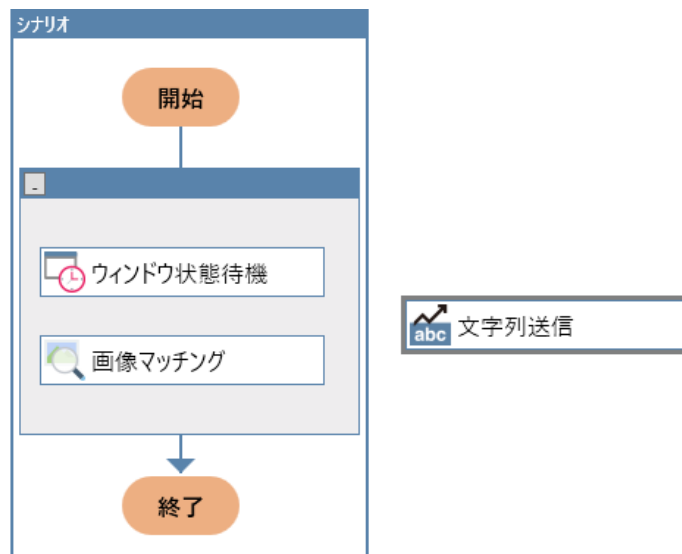 シナリオ
開始
-
ウィンドウ状態待機
画像マッチング
終了
abc 文字列送信